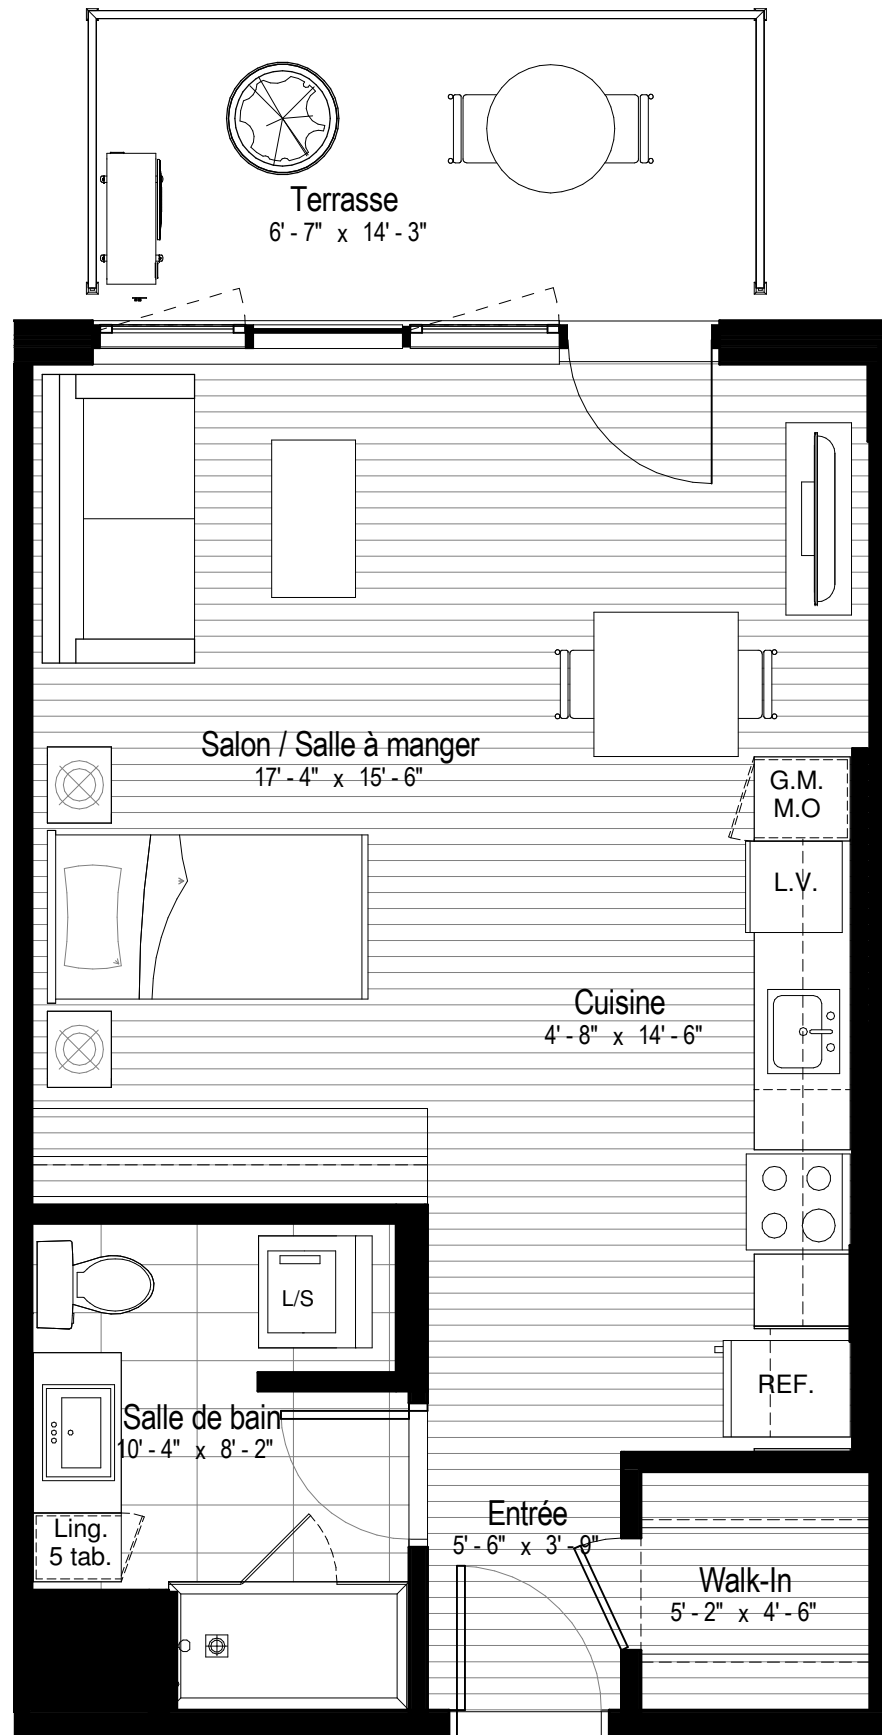 Terrasse
6' - 7" x 14' - 3"
Salon / Salle à manger
17' - 4" x 15' - 6"
G.M.
M.O
L.V.
Cuisine
4' - 8" x 14' - 6"
L/S
REF.
Salle de bain
10' - 4" x 8' - 2"
Entrée
5' - 6" x 3' - 9"
Ling.
5 tab.
Walk-In
5' - 2" x 4' - 6"